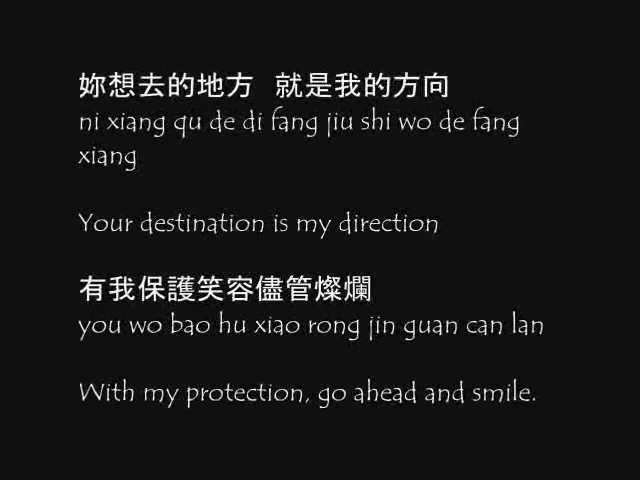 妳想去的地方 就是我的方向
ni xiang qu de di fang jiu shi wo de fang
xiang
Your destination is my direction
有我保護笑容儘管燦爛
you wo bao hu xiao rong jin guan can lan
With my protection, go ahead and smile.